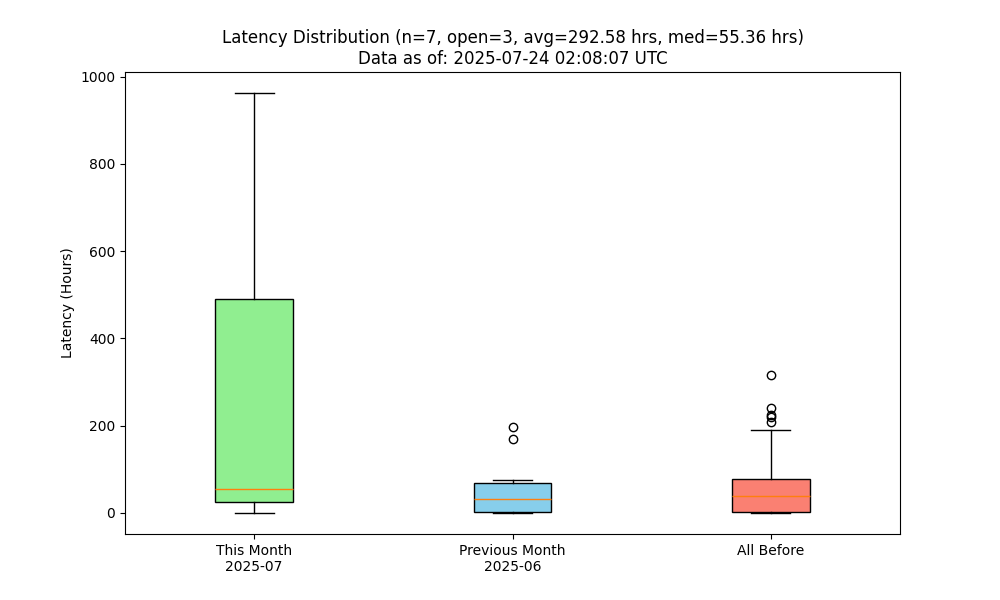 Latency Distribution (n=7, open=3, avg=292.58 hrs, med=55.36 hrs)
Data as of: 2025-07-24 02:08:07 UTC
1000
800
600
400
200
0
Latency (Hours)
This Month
2025-07
Previous Month
2025-06
All Before